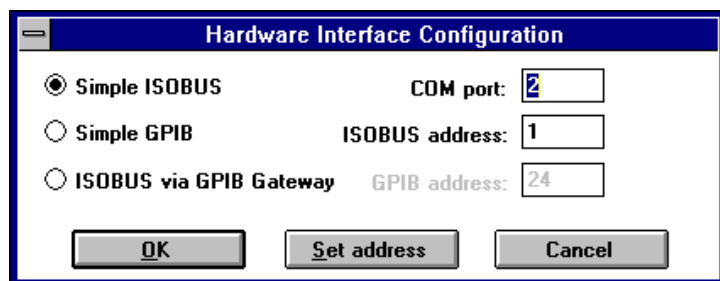 Hardware Interface Configuration
Simple ISOBUS COM port: 2
Simple GPIB ISOBUS address: 1
ISOBUS via GPIB Gateway GPIB address: 24
OK Set address Cancel